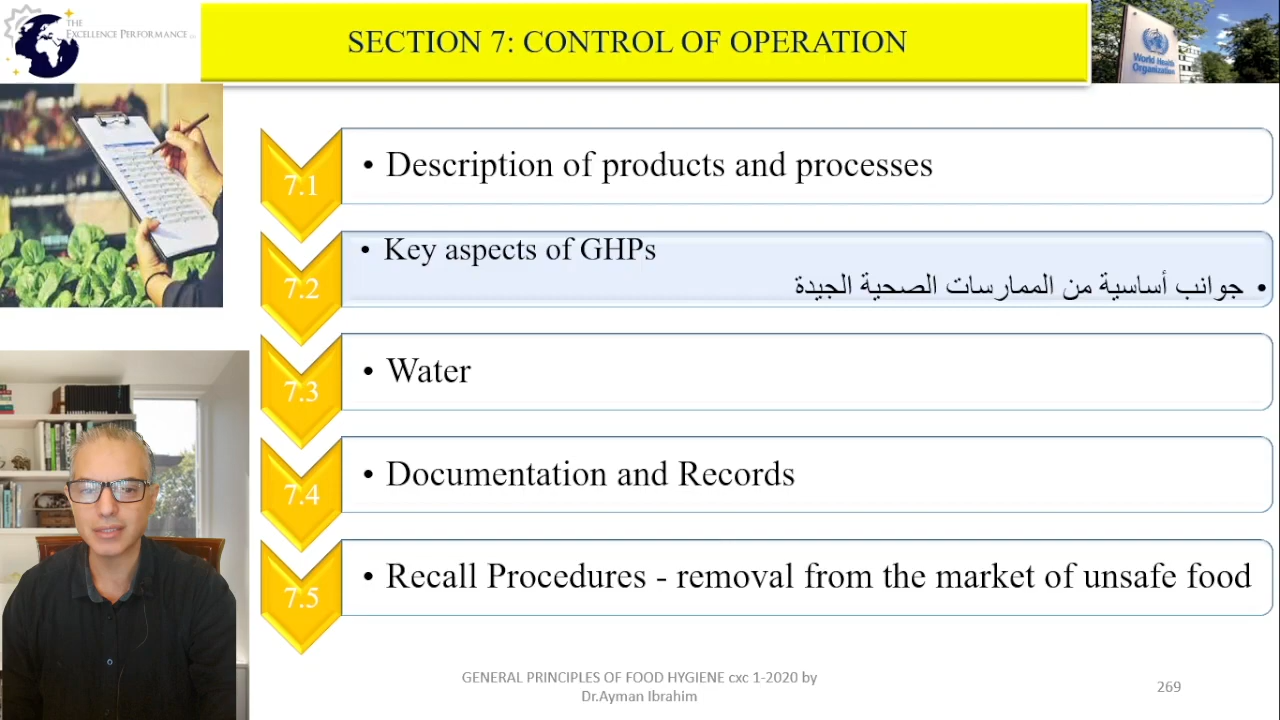 THE
EXCELLENCE PERFORMANCE
SECTION 7: CONTROL OF OPERATION
World Health
Organization
7.1
• Description of products and processes
7.2
• Key aspects of GHPs
• جوانب أساسية من الممارسات الصحية الجيدة
7.3
• Water
7.4
• Documentation and Records
7.5
• Recall Procedures - removal from the market of unsafe food
GENERAL PRINCIPLES OF FOOD HYGIENE cxc 1-2020 by
Dr.Ayman Ibrahim
269